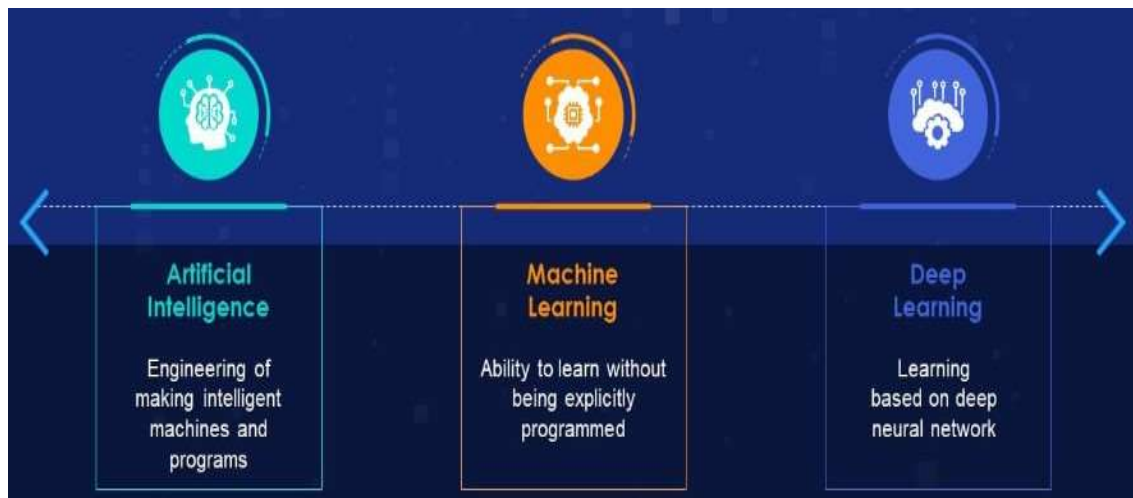 Artificial
Intelligence
Engineering of
making intelligent
machines and
programs
Machine
Learning
Ability to learn without
being explicitly
programmed
Deep
Learning
Learning
based on deep
neural network